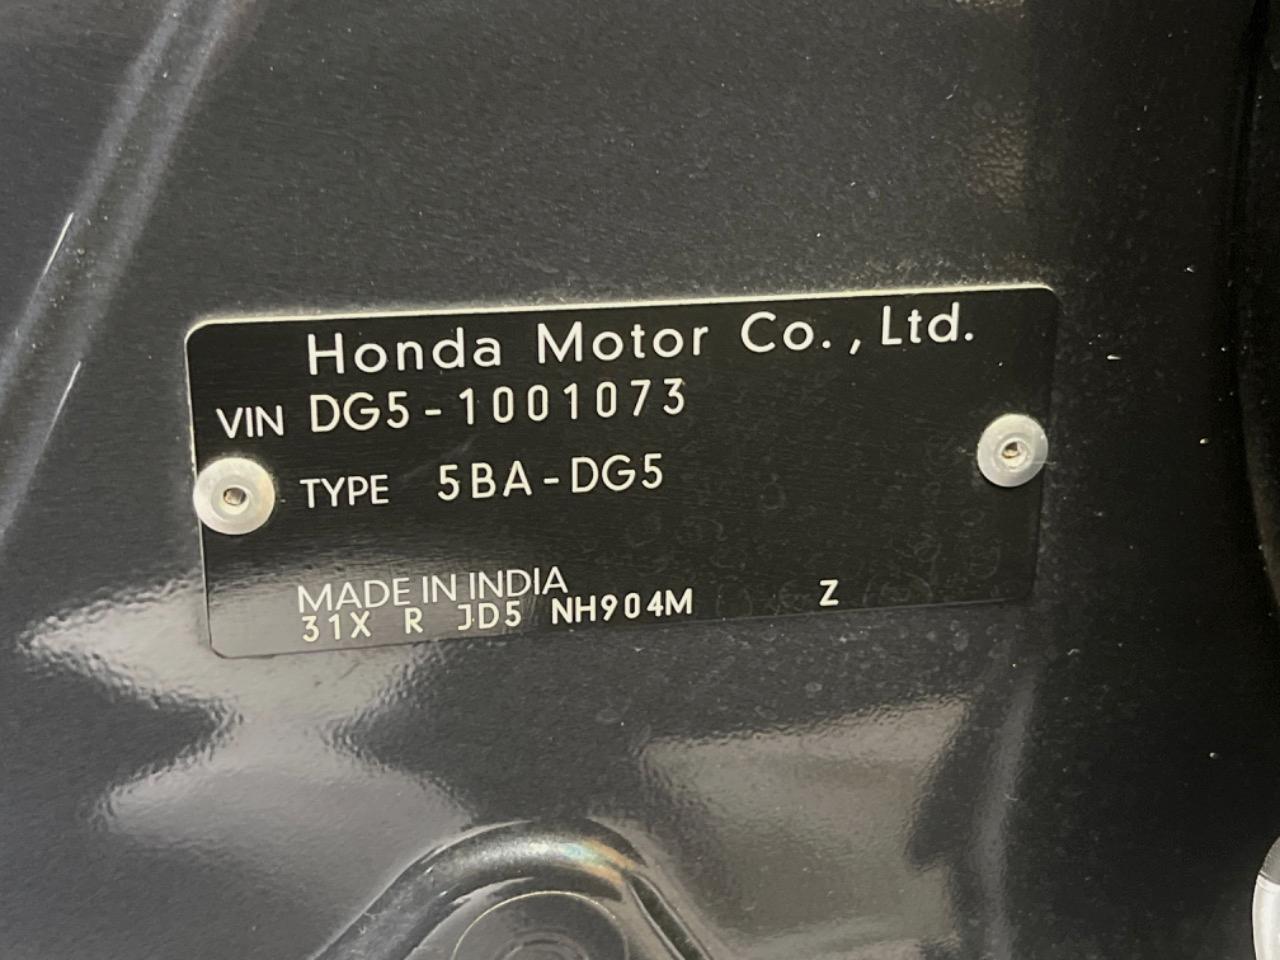 Honda Motor Co., Ltd.
VIN DG5-1001073
TYPE 5BA-DG5
MADE IN INDIA
31X R JD5 NH904M Z